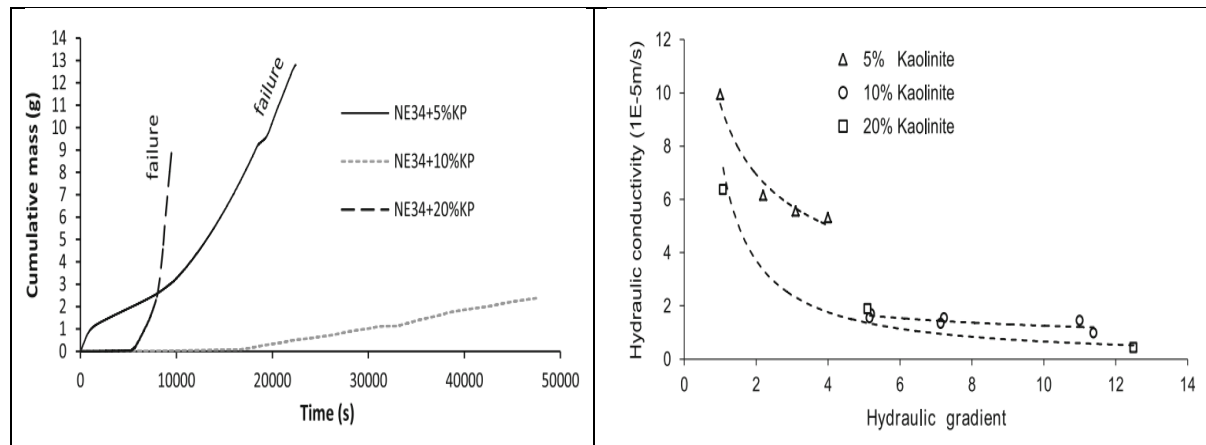 14
13
12
11
10
9
8
7
6
5
4
3
2
1
0
Cumulative mass (g)
failure
failure
NE34+5%KP
NE34+10%KP
NE34+20%KP
0 10000 20000 30000 40000 50000
Time (s)
12
10
8
6
4
2
0
Hydraulic conductivity (1E-5m/s)
5% Kaolinite
10% Kaolinite
20% Kaolinite
0 2 4 6 8 10 12 14
Hydraulic gradient